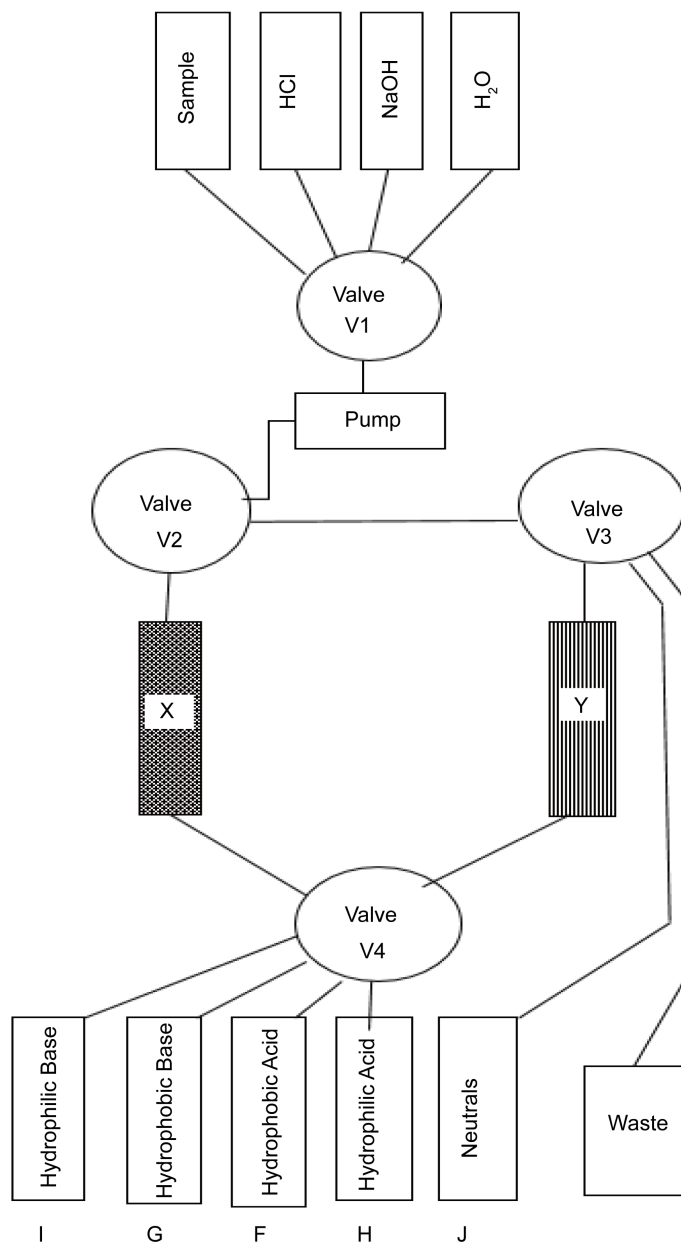 Sample
HCl
NaOH
H₂O
Valve
V1
Pump
Valve
V2
Valve
V3
X
Y
Valve
V4
Hydrophilic Base
Hydrophobic Base
Hydrophobic Acid
Hydrophilic Acid
Neutrals
Waste
I
G
F
H
J